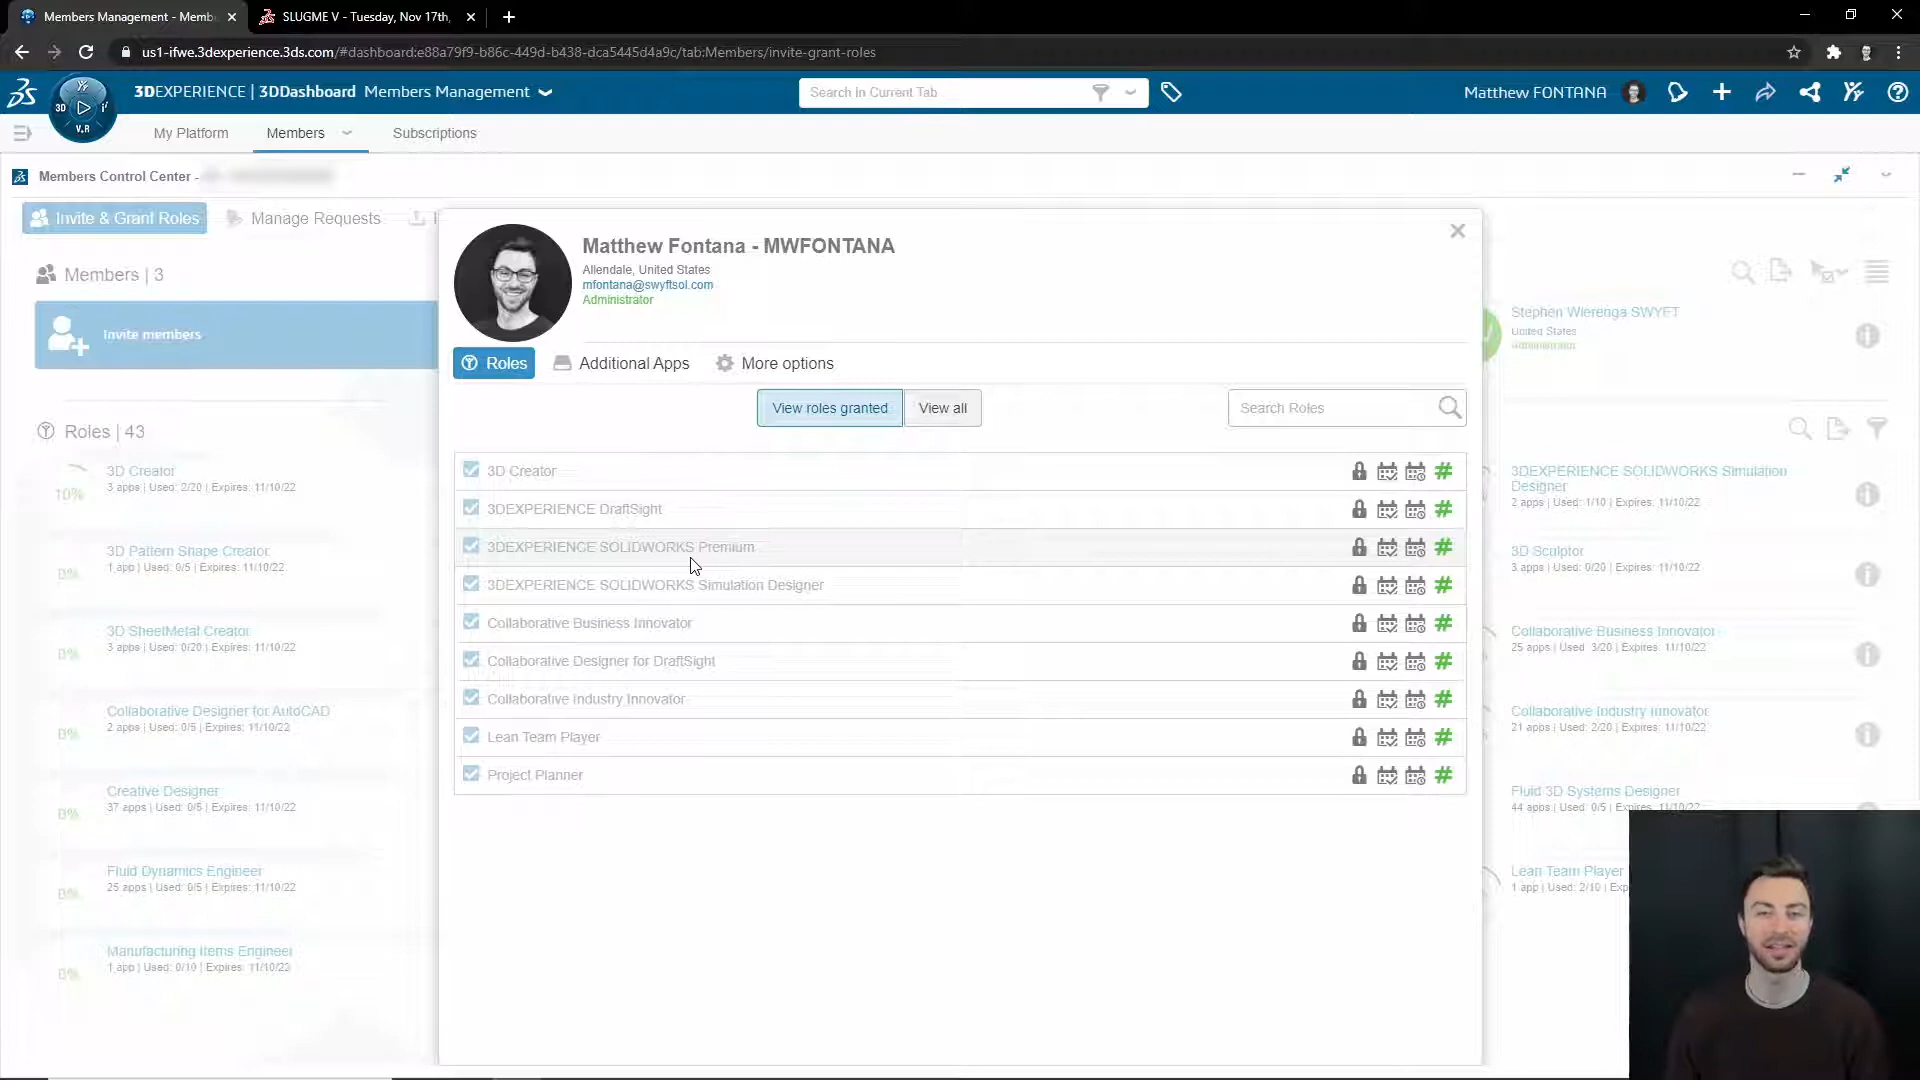 Members Management - Memb
SLUGME V - Tuesday, Nov 17th,
us1-ifwe.3dexperience.3ds.com/#dashboard:e88a79f9-b86c-449d-b438-dca5445d4a9c/tab:Members/invite-grant-roles
3D
V.R
3DEXPERIENCE | 3DDashboard Members Management
Search In Current Tab
Matthew FONTANA
My Platform
Members
Subscriptions
Members Control Center -
Invite & Grant Roles
Manage Requests
Members | 3
Invite members
Roles | 43
10%
3D Creator
3 apps | Used: 2/20 | Expires: 11/10/22
0%
3D Pattern Shape Creator
1 app | Used: 0/5 | Expires: 11/10/22
0%
3D SheetMetal Creator
3 apps | Used: 0/20 | Expires: 11/10/22
0%
Collaborative Designer for AutoCAD
2 apps | Used: 0/5 | Expires: 11/10/22
0%
Creative Designer
37 apps | Used: 0/5 | Expires: 11/10/22
0%
Fluid Dynamics Engineer
25 apps | Used: 0/5 | Expires: 11/10/22
0%
Manufacturing Items Engineer
1 app | Used: 0/10 | Expires: 11/10/22
Matthew Fontana - MWFONTANA
Allendale, United States
mfontana@swyftsol.com
Administrator
Roles
Additional Apps
More options
View roles granted
View all
Search Roles
3D Creator
3DEXPERIENCE DraftSight
3DEXPERIENCE SOLIDWORKS Premium
3DEXPERIENCE SOLIDWORKS Simulation Designer
Collaborative Business Innovator
Collaborative Designer for DraftSight
Collaborative Industry Innovator
Lean Team Player
Project Planner
Stephen Wierenga SWYFT
United States
Administrator
3DEXPERIENCE SOLIDWORKS Simulation
Designer
2 apps | Used: 1/10 | Expires: 11/10/22
3D Sculptor
3 apps | Used: 0/20 | Expires: 11/10/22
Collaborative Business Innovator
25 apps | Used: 3/20 | Expires: 11/10/22
Collaborative Industry Innovator
21 apps | Used: 2/20 | Expires: 11/10/22
Fluid 3D Systems Designer
44 apps | Used: 0/5 | Expires: 11/10/22
Lean Team Player
1 app | Used: 2/10 | Exp